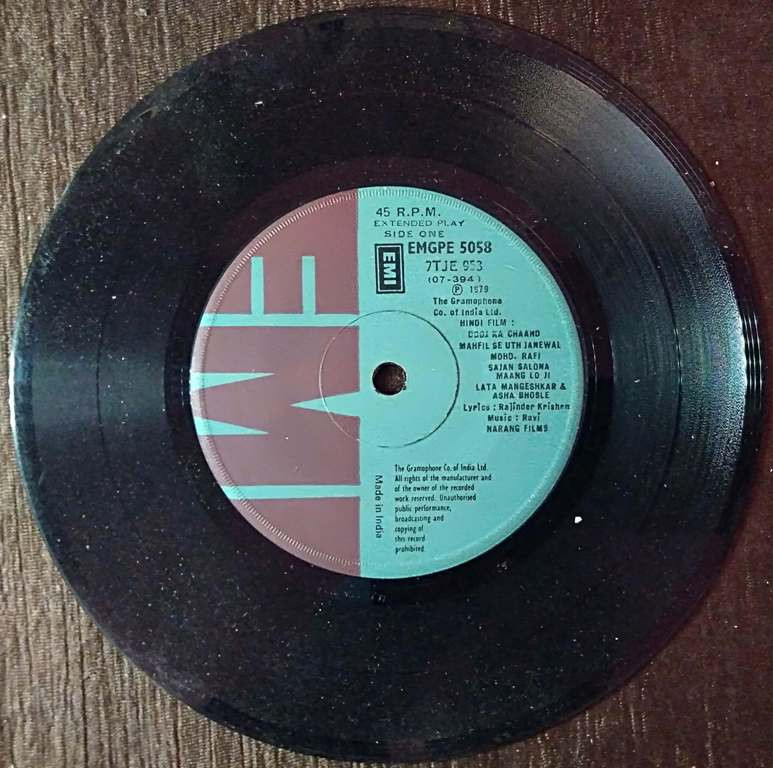 45 R.P.M.
EXTENDED PLAY
SIDE ONE
EMI
EMGPE 5058
7TJE 953
(07-394)
Ⓟ 1979
The Gramophone
Co. of India Ltd.
HINDI FILM :
DOOJ KA CHAAND
MAHFIL SE UTH JANEWAL
MOHD. RAFI
SAJAN SALONA
MAANG LO JI
LATA MANGESHKAR &
ASHA BHOSLE
Lyrics : Rajinder Krishen
Music : Ravi
NARANG FILMS
The Gramophone Co. of India Ltd.
All rights of the manufacturer and
of the owner of the recorded
work reserved. Unauthorised
public performance,
broadcasting and
copying of
this record
prohibited
Made in India
EMI